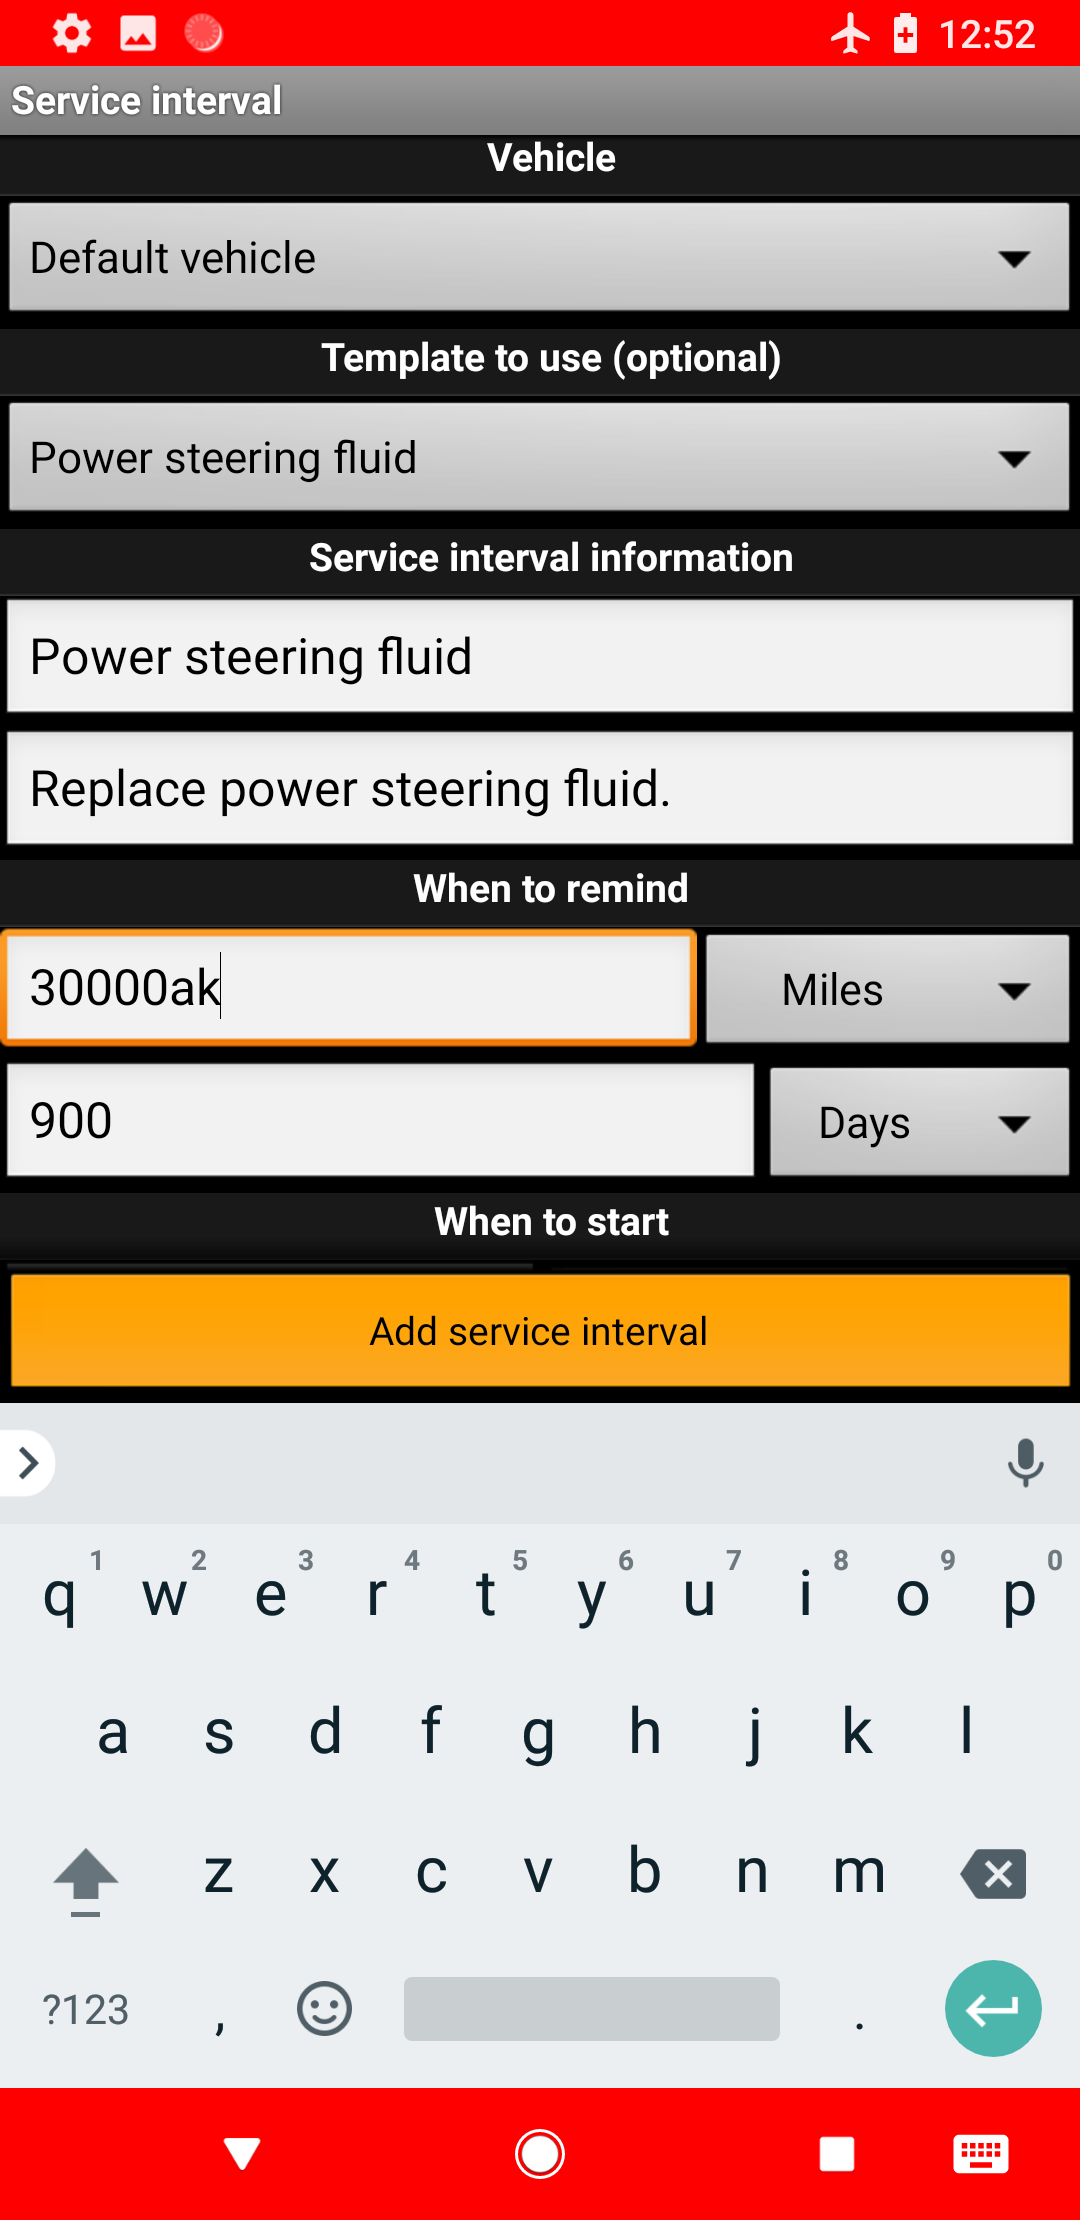 12:52
Service interval
Vehicle
Default vehicle
Template to use (optional)
Power steering fluid
Service interval information
Power steering fluid
Replace power steering fluid.
When to remind
30000ak Miles
900 Days
When to start
Add service interval
1 2 3 4 5 6 7 8 9 0
q w e r t y u i o p
a s d f g h j k l
z x c v b n m
?123 , .